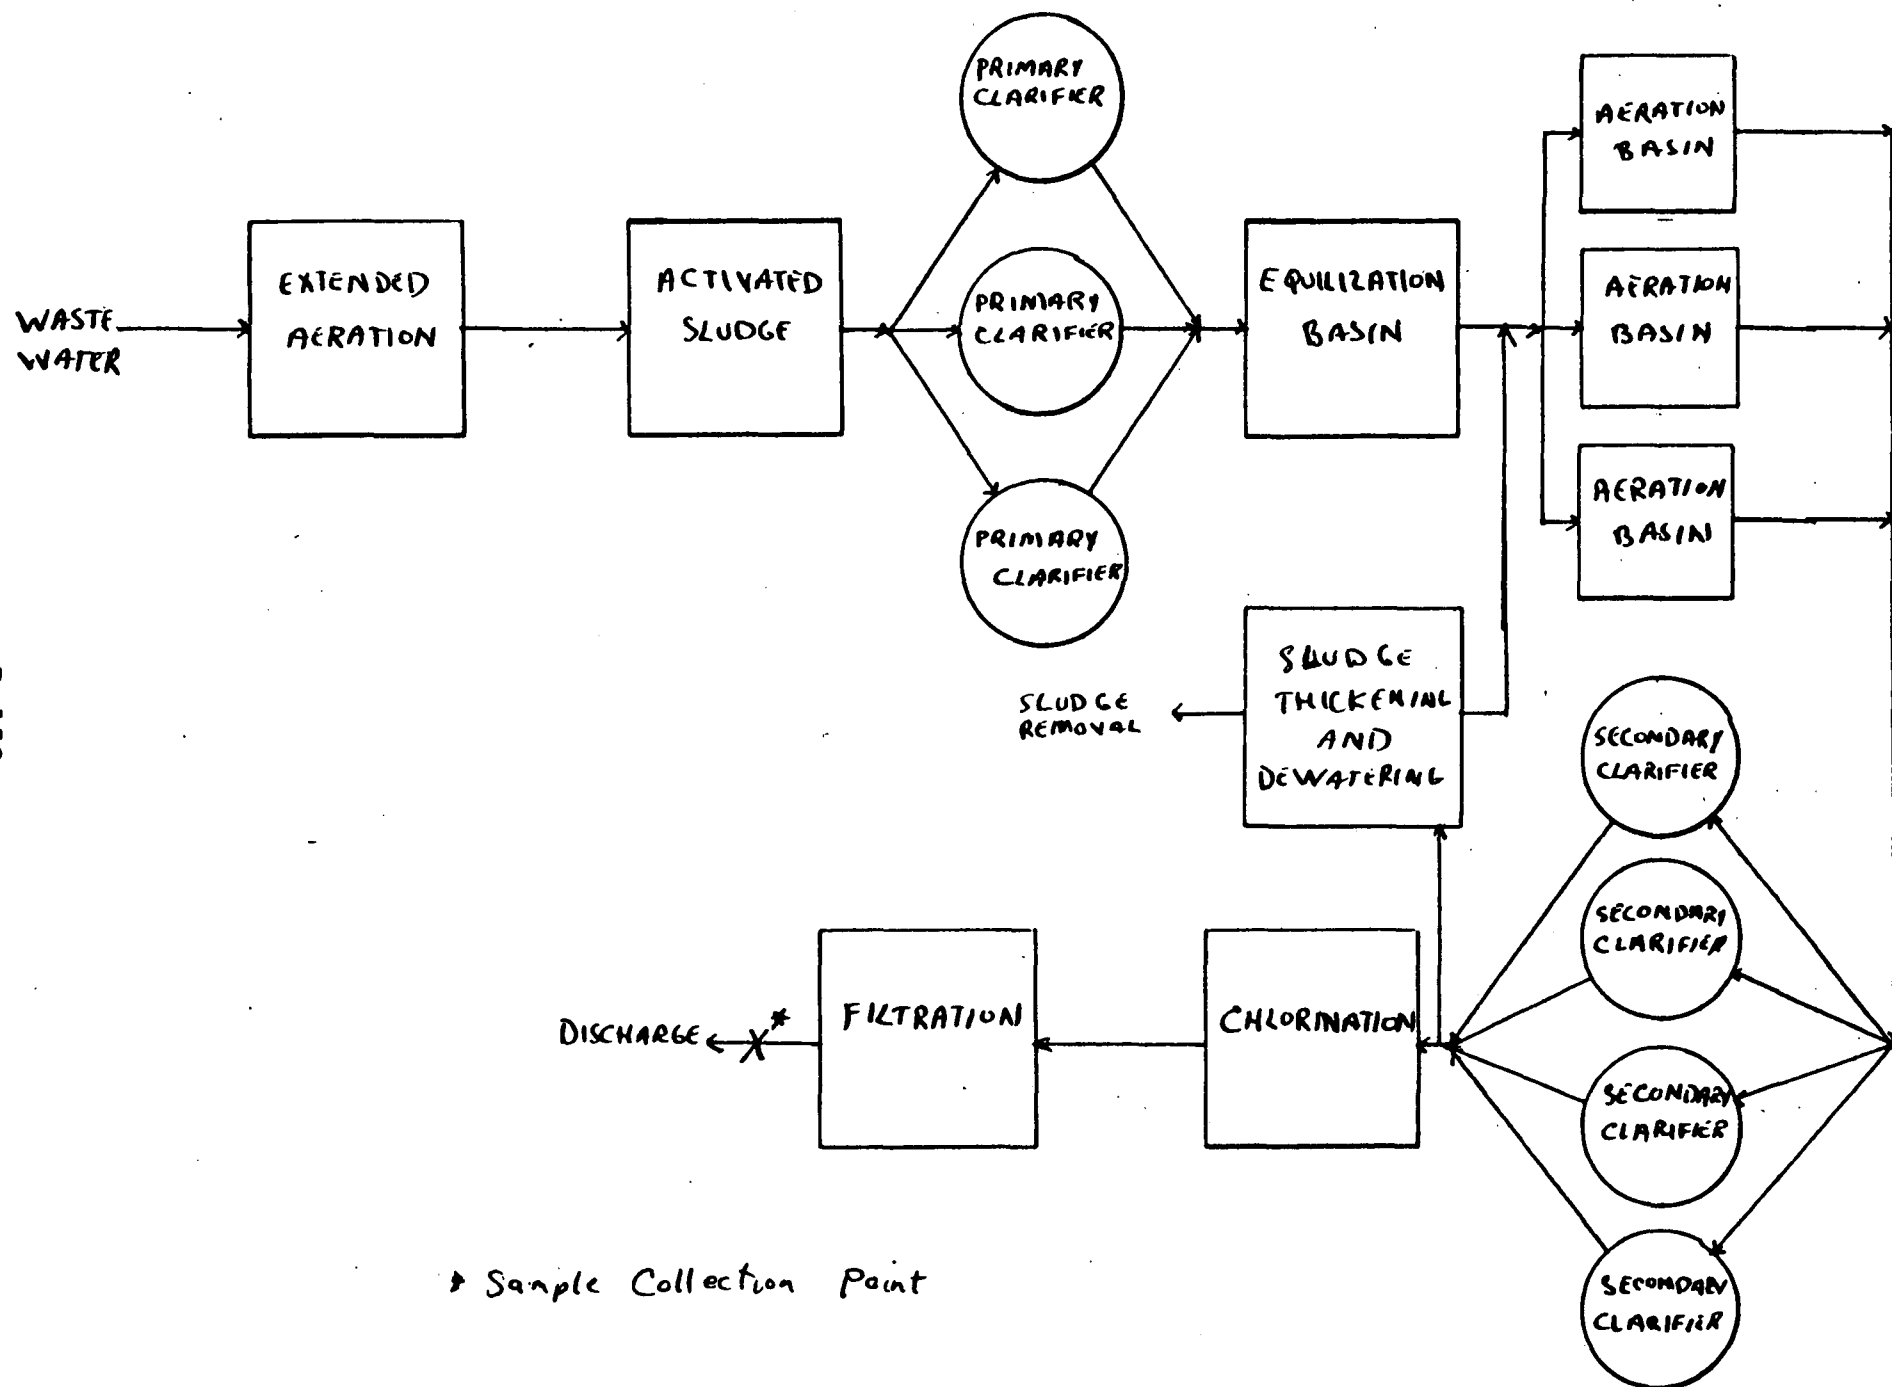 WASTE
WATER
EXTENDED
AERATION
ACTIVATED
SLUDGE
PRIMARY
CLARIFIER
PRIMARY
CLARIFIER
PRIMARY
CLARIFIER
EQUILIZATION
BASIN
AERATION
BASIN
AERATION
BASIN
AERATION
BASIN
SLUDGE
THICKENING
AND
DEWATERING
SLUDGE
REMOVAL
SECONDARY
CLARIFIER
SECONDARY
CLARIFIER
SECONDARY
CLARIFIER
SECONDARY
CLARIFIER
CHLORINATION
FILTRATION
DISCHARGE
*
* Sample Collection Point